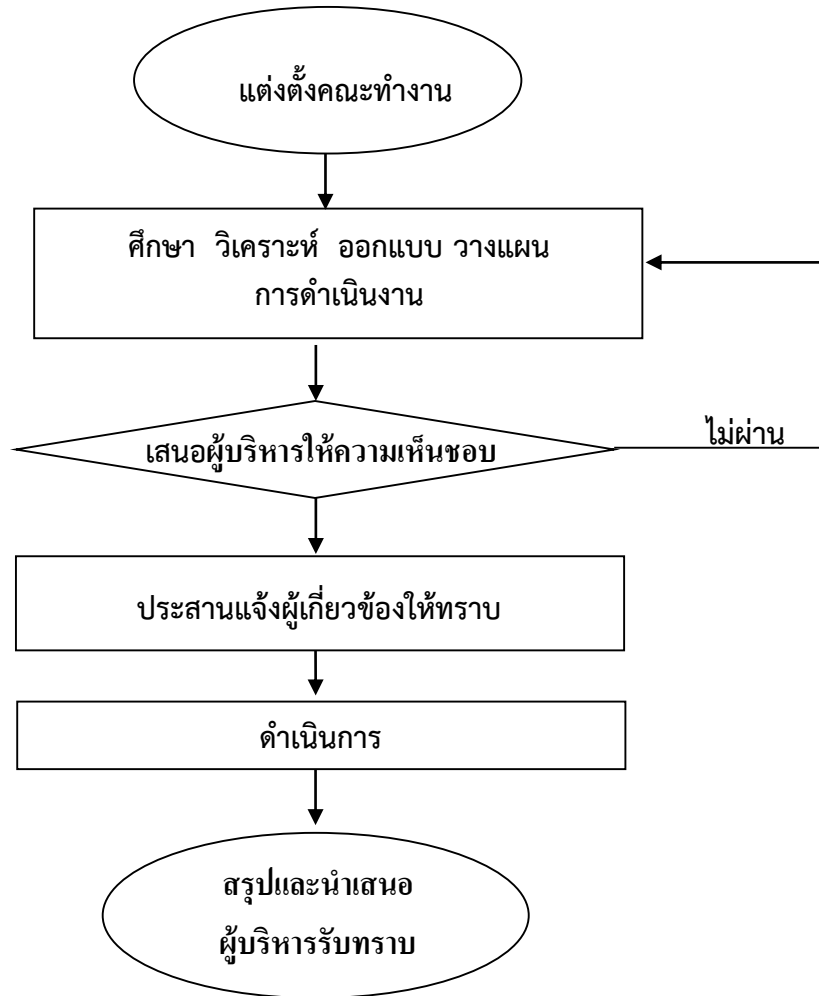 แต่งตั้งคณะทำงาน
ศึกษา วิเคราะห์ ออกแบบ วางแผน
การดำเนินงาน
เสนอผู้บริหารให้ความเห็นชอบ
ไม่ผ่าน
ประสานแจ้งผู้เกี่ยวข้องให้ทราบ
ดำเนินการ
สรุปและนำเสนอ
ผู้บริหารรับทราบ